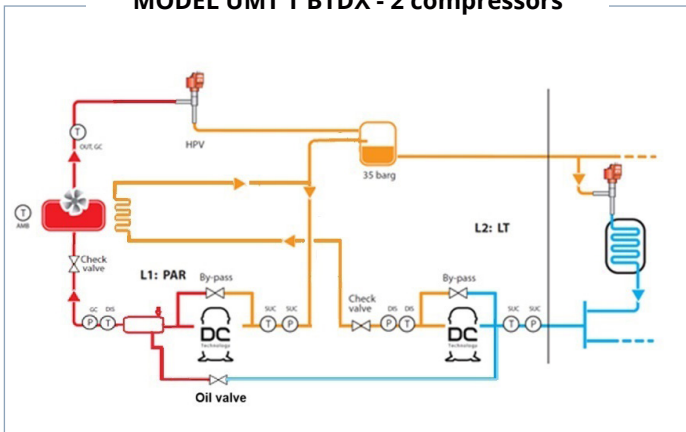 MODEL UMT 1 BTDX - 2 compressors
HPV
T
OUT, GC
35 barg
T
AMB
L2: LT
Check
valve
L1: PAR
By-pass
By-pass
GC
DIS
P
T
DC
Technology
SUC
SUC
T
P
Check
valve
DIS
DIS
P
T
DC
Technology
SUC
SUC
T
P
Oil valve